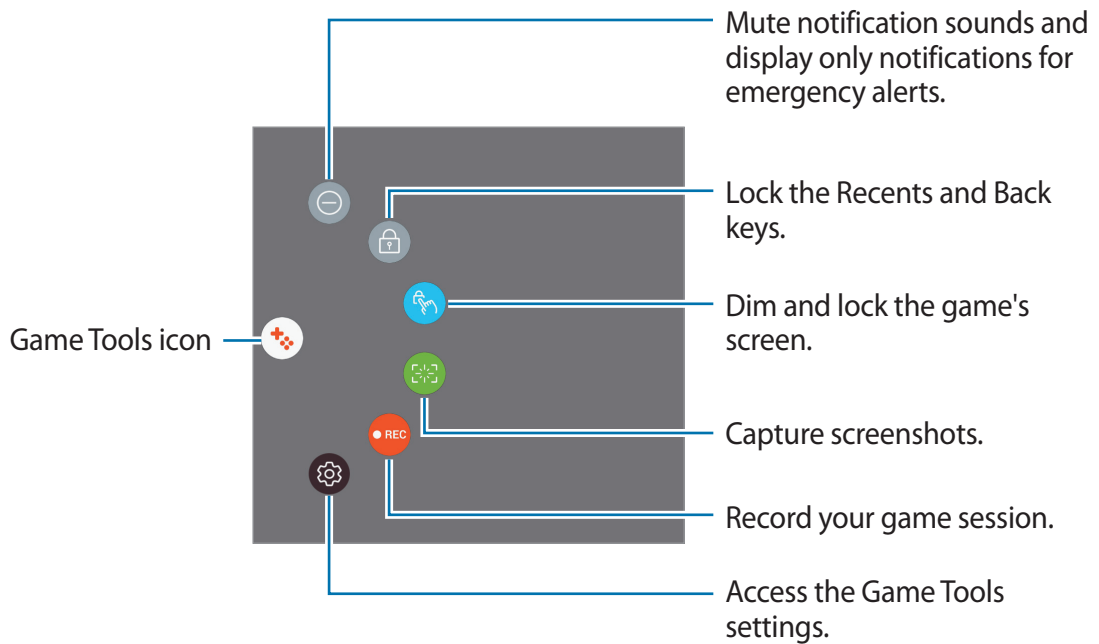 Mute notification sounds and
display only notifications for
emergency alerts.
Lock the Recents and Back
keys.
Dim and lock the game's
screen.
Game Tools icon
Capture screenshots.
REC
Record your game session.
Access the Game Tools
settings.